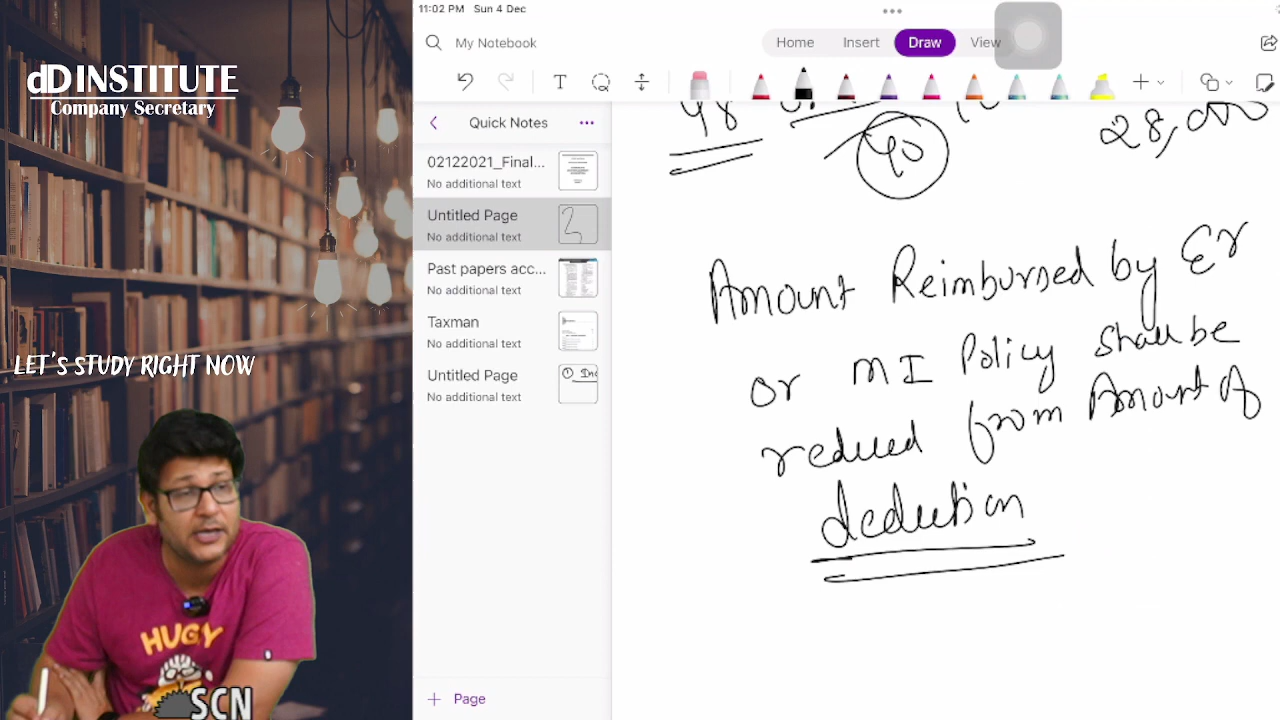 11:02 PM Sun 4 Dec
dD INSTITUTE
Company Secretary
LET'S STUDY RIGHT NOW
HUGY
SCN
My Notebook
Home Insert Draw View
T
Quick Notes
02122021_Final...
No additional text
Untitled Page
No additional text
Past papers acc...
No additional text
Taxman
No additional text
Untitled Page
No additional text
Page
48
40
28,000
Amount Reimbursed by Er
or MI Policy shall be
reduced from Amount of
deduction